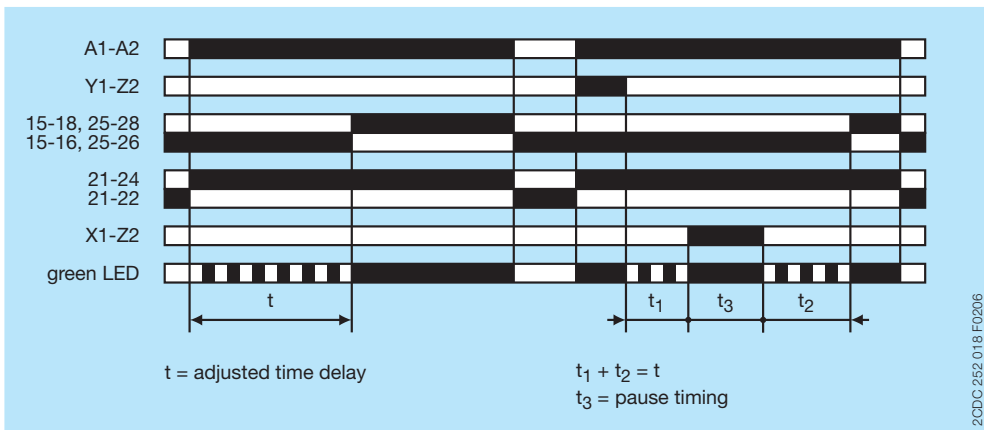 A1-A2
Y1-Z2
15-18, 25-28
15-16, 25-26
21-24
21-22
X1-Z2
green LED
t
t1
t3
t2
t = adjusted time delay
t1 + t2 = t
t3 = pause timing
2CDC 252 018 F0206